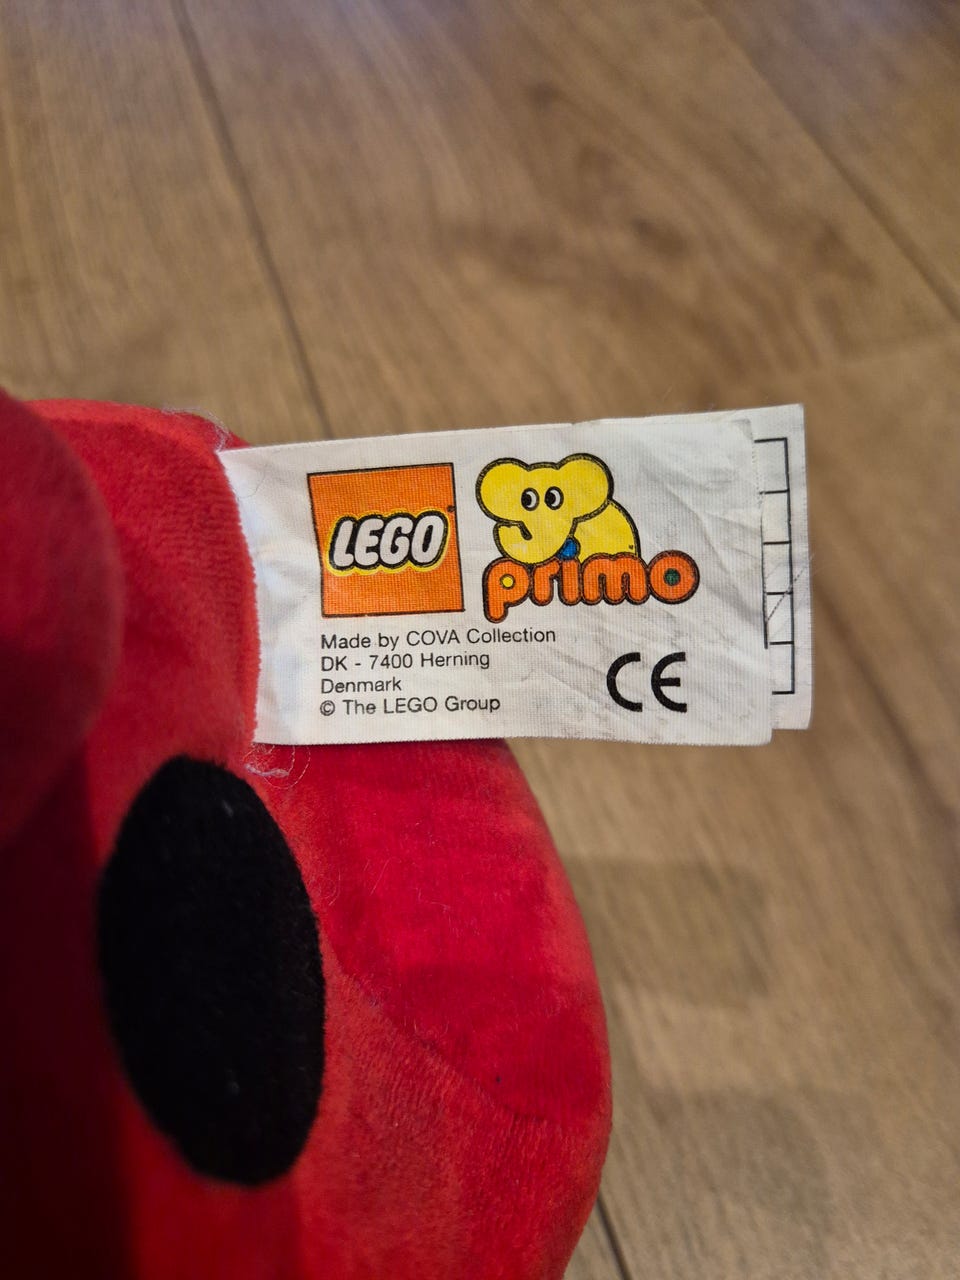 LEGO
primo
Made by COVA Collection
DK - 7400 Herning
Denmark
© The LEGO Group
CE